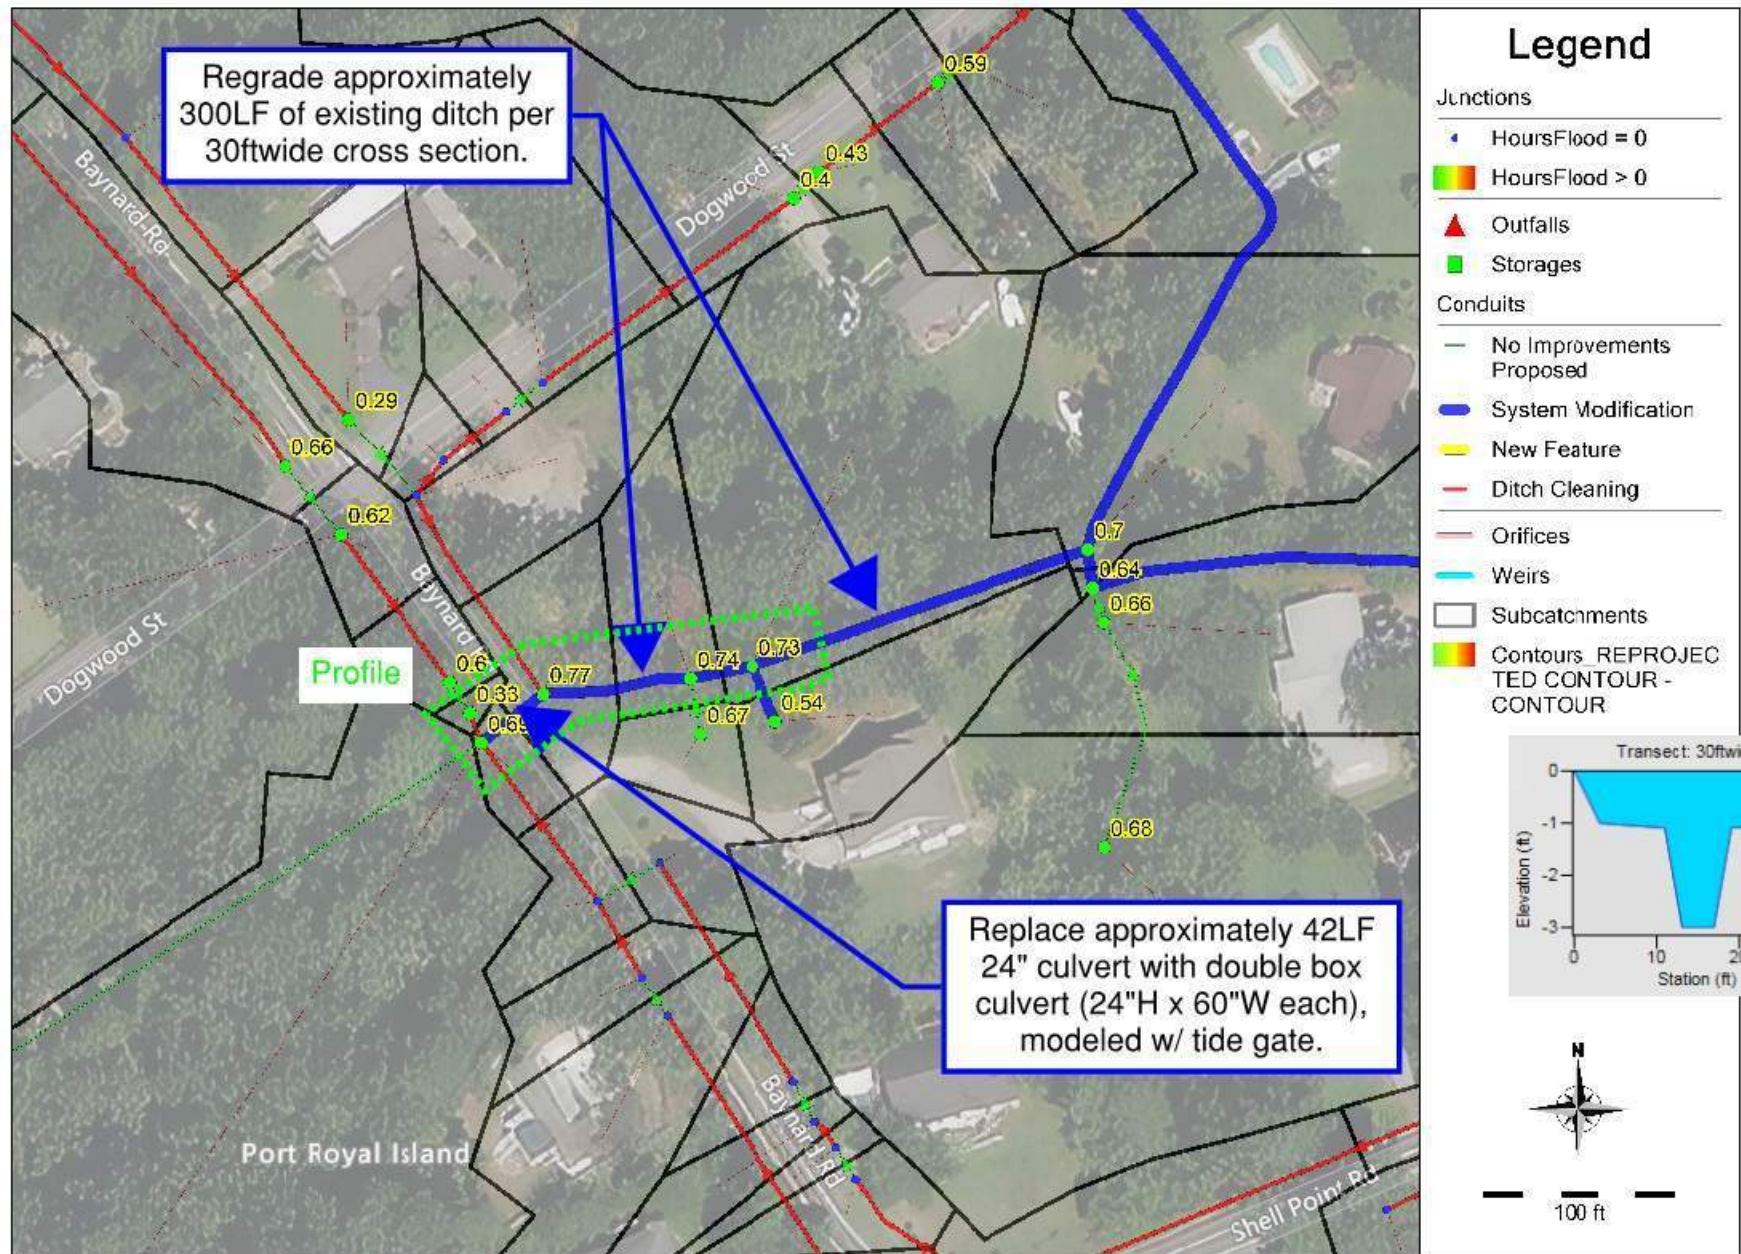 Regrade approximately
300LF of existing ditch per
30ftwide cross section.
0.59
0.43
0.4
Baynard-Rd
Dogwood St
0.29
0.66
0.62
0.7
0.64
0.66
Baynard
Dogwood St
Profile
0.6
0.77
0.74
0.73
0.33
0.69
0.67
0.54
0.68
Replace approximately 42LF
24" culvert with double box
culvert (24"H x 60"W each),
modeled w/ tide gate.
Baynard Rd
Port Royal Island
Shell Point Rd
Legend
Junctions
HoursFlood = 0
HoursFlood > 0
Outfalls
Storages
Conduits
No Improvements
Proposed
System Modification
New Feature
Ditch Cleaning
Orifices
Weirs
Subcatchments
Contours_REPROJEC
TED CONTOUR -
CONTOUR
Transect: 30ftwi
0
-1
-2
-3
Elevation (ft)
0
10
Station (ft)
N
100 ft